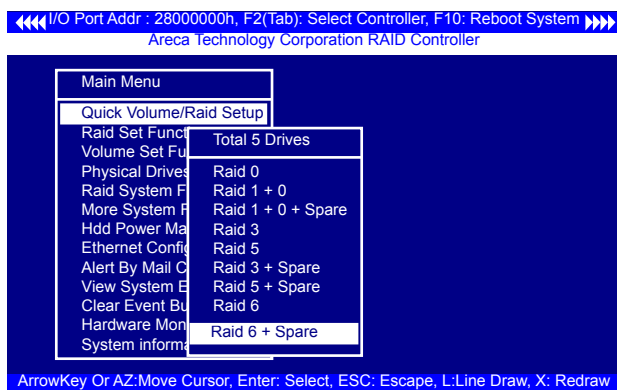 I/O Port Addr : 28000000h, F2(Tab): Select Controller, F10: Reboot System
Areca Technology Corporation RAID Controller
Main Menu
Quick Volume/Raid Setup
Raid Set Funct
Volume Set Fu
Physical Drives
Raid System F
More System F
Hdd Power Ma
Ethernet Config
Alert By Mail C
View System E
Clear Event Bu
Hardware Mon
System informa
Total 5 Drives
Raid 0
Raid 1 + 0
Raid 1 + 0 + Spare
Raid 3
Raid 5
Raid 3 + Spare
Raid 5 + Spare
Raid 6
Raid 6 + Spare
ArrowKey Or AZ:Move Cursor, Enter: Select, ESC: Escape, L:Line Draw, X: Redraw